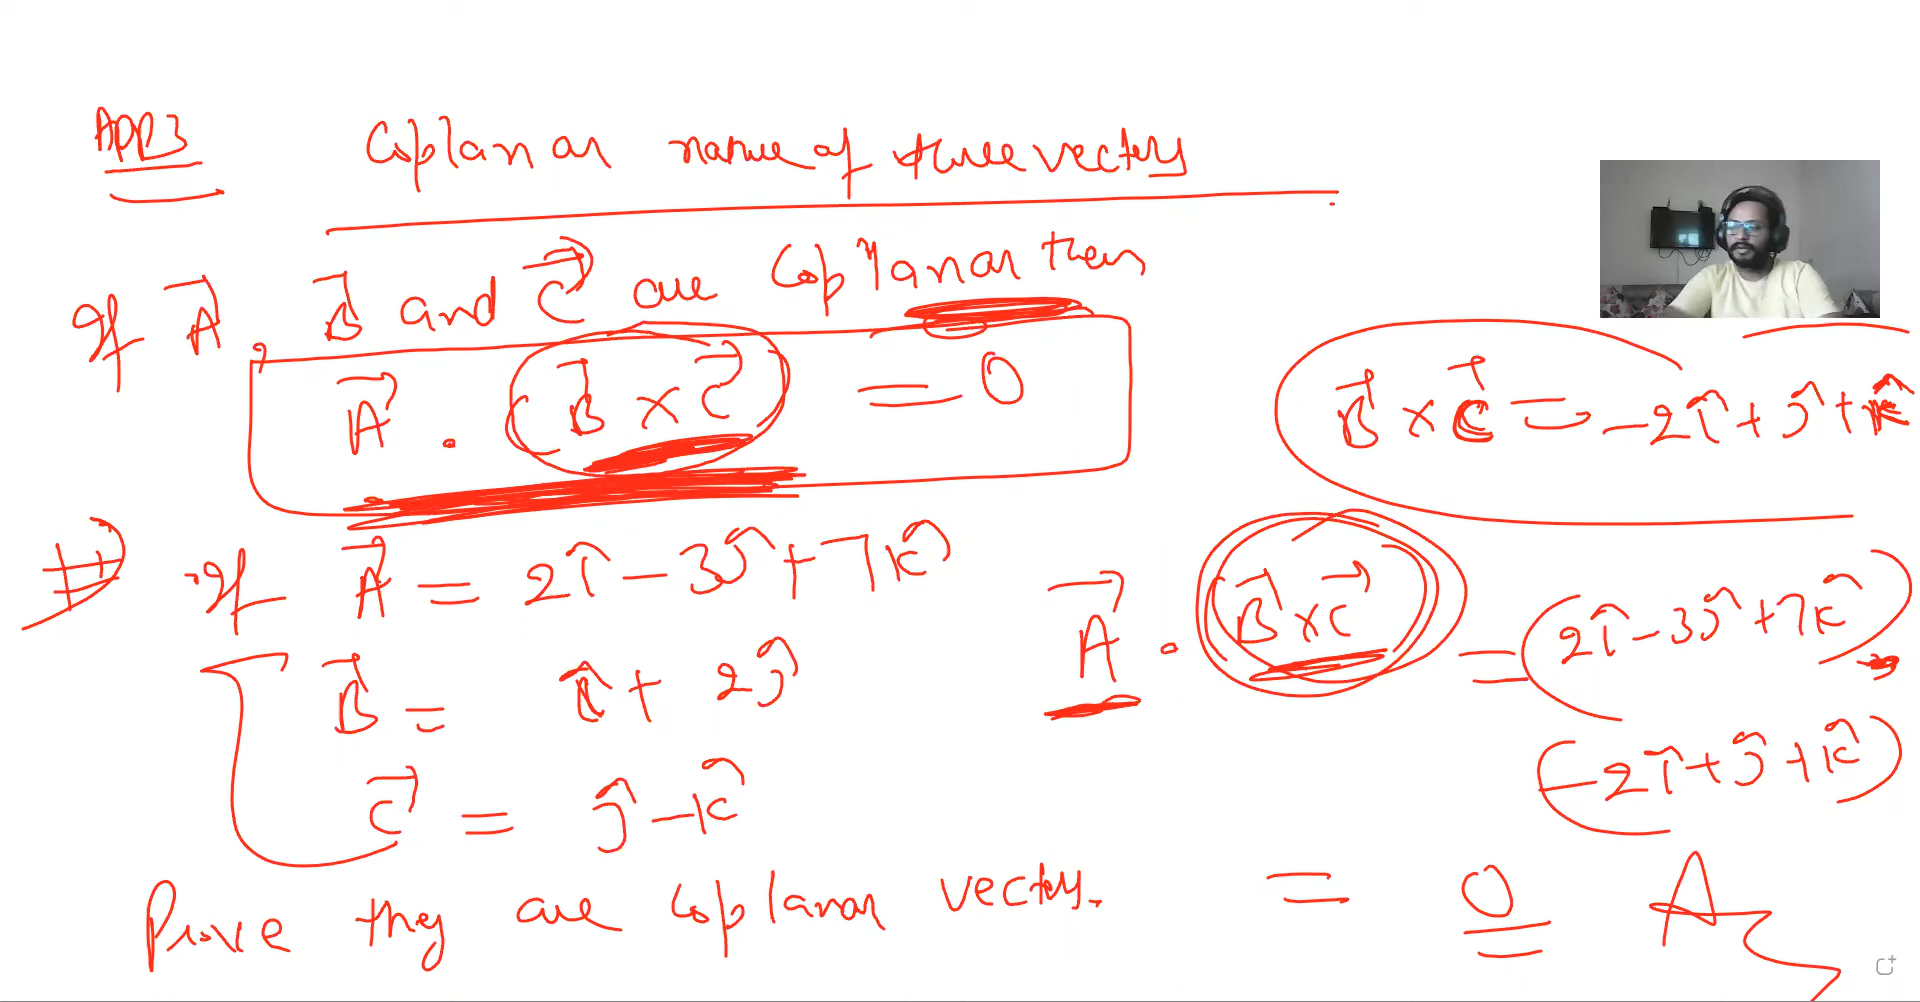 APP3
Coplanar nature of three vectors
If A⃗, B⃗ and C⃗ are Coplanar then
A⃗ . (B⃗ × C⃗) = 0
B⃗ × C⃗ = -2î + ĵ + k̂
If A⃗ = 2î - 3ĵ + 7k̂
B⃗ = î + 2ĵ
C⃗ = ĵ - k̂
Prove they are Coplanar vectors.
A⃗ . (B⃗ × C⃗) = (2î - 3ĵ + 7k̂) .
(-2î + ĵ + k̂)
= 0 A